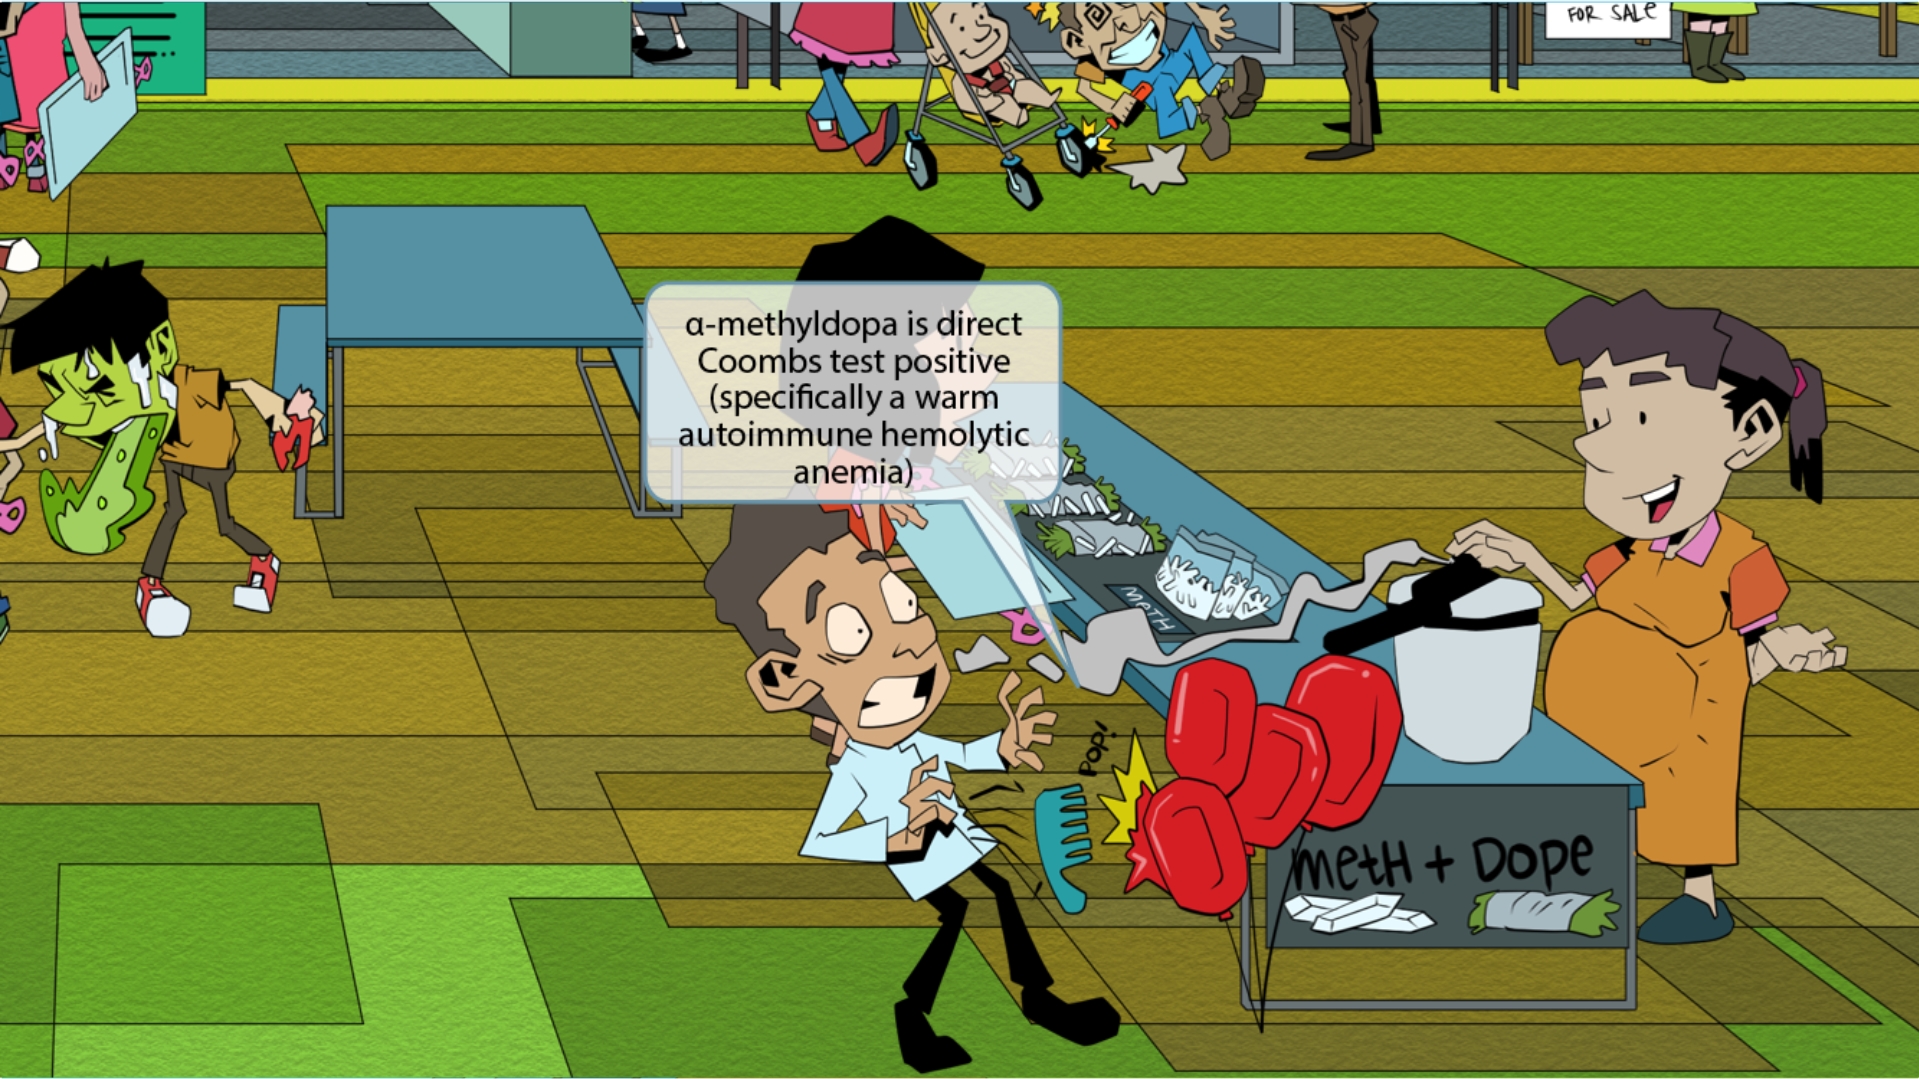 FOR SALE
α-methyldopa is direct
Coombs test positive
(specifically a warm
autoimmune hemolytic
anemia)
METH
POP!
metH + DOPe